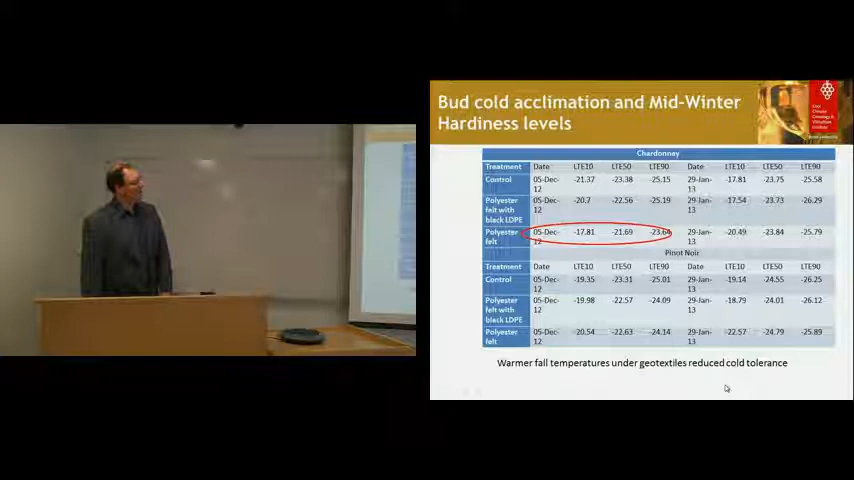 Bud cold acclimation and Mid-Winter
Hardiness levels
Cool
Climate
Oenology &
Viticulture
Institute
Chardonnay
Treatment Date LTE10 LTE50 LTE90 Date LTE10 LTE50 LTE90
Control 05-Dec-12 -21.37 -23.38 -25.15 29-Jan-13 -17.81 -23.75 -25.58
Polyester felt with black LDPE 05-Dec-12 -20.7 -22.56 -25.19 29-Jan-13 -17.54 -23.73 -26.29
Polyester felt 05-Dec-12 -17.81 -21.69 -23.64 29-Jan-13 -20.49 -23.84 -25.79
Pinot Noir
Treatment Date LTE10 LTE50 LTE90 Date LTE10 LTE50 LTE90
Control 05-Dec-12 -19.35 -23.31 -25.01 29-Jan-13 -19.14 -24.55 -26.25
Polyester felt with black LDPE 05-Dec-12 -19.98 -22.57 -24.09 29-Jan-13 -18.79 -24.01 -26.12
Polyester felt 05-Dec-12 -20.54 -22.63 -24.14 29-Jan-13 -22.57 -24.79 -25.89
Warmer fall temperatures under geotextiles reduced cold tolerance